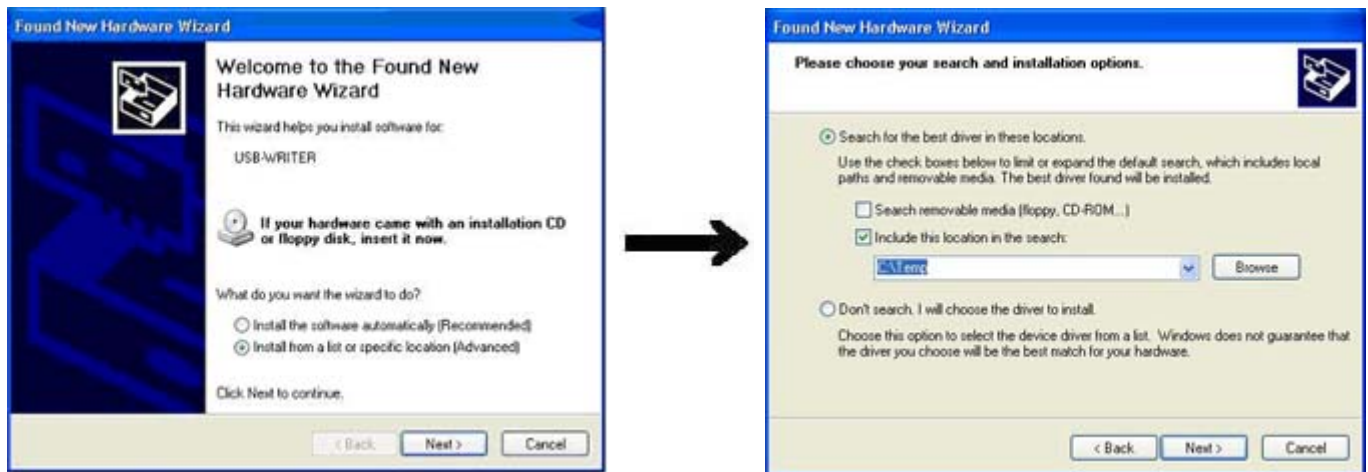 Found New Hardware Wizard
Welcome to the Found New
Hardware Wizard
This wizard helps you install software for:
USB-WRITER
If your hardware came with an installation CD
or floppy disk, insert it now.
What do you want the wizard to do?
Install the software automatically (Recommended)
Install from a list or specific location (Advanced)
Click Next to continue.
< Back
Next >
Cancel
Found New Hardware Wizard
Please choose your search and installation options.
Search for the best driver in these locations.
Use the check boxes below to limit or expand the default search, which includes local
paths and removable media. The best driver found will be installed.
Search removable media (floppy, CD-ROM...)
Include this location in the search:
C:\Temp
Browse
Don't search. I will choose the driver to install.
Choose this option to select the device driver from a list. Windows does not guarantee that
the driver you choose will be the best match for your hardware.
< Back
Next >
Cancel